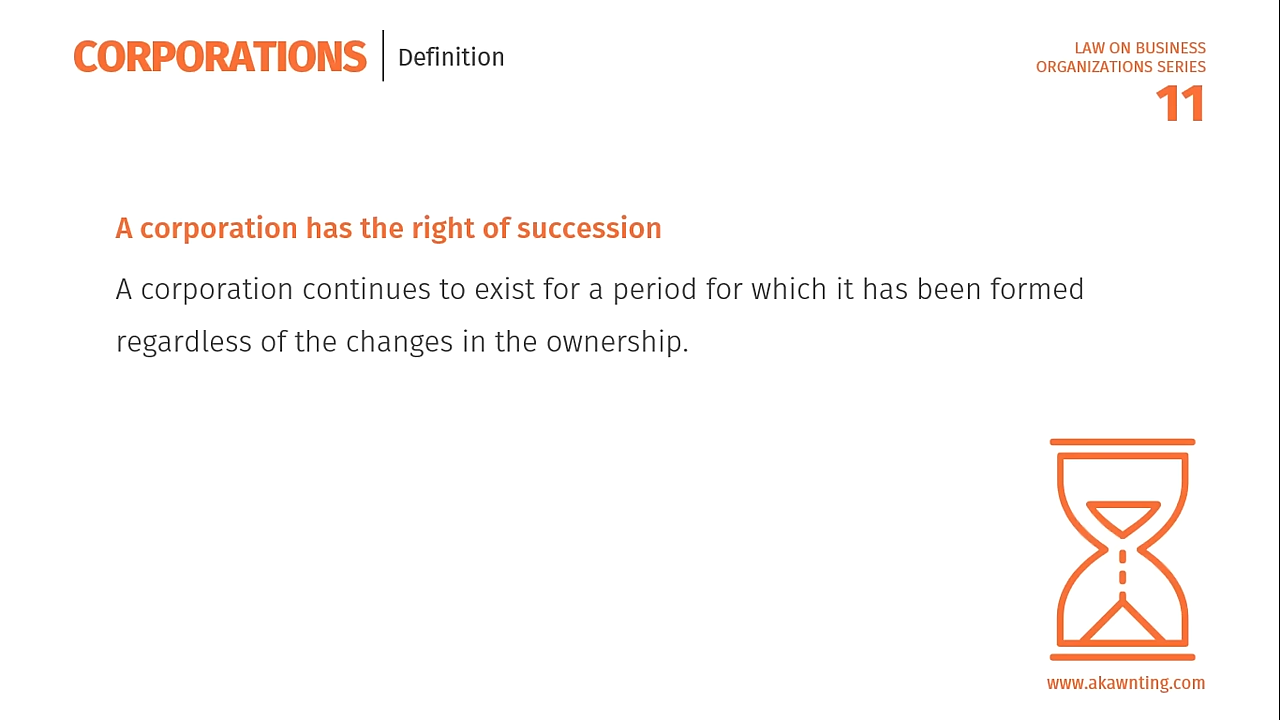 CORPORATIONS Definition
LAW ON BUSINESS
ORGANIZATIONS SERIES
11
A corporation has the right of succession
A corporation continues to exist for a period for which it has been formed
regardless of the changes in the ownership.
www.akawnting.com